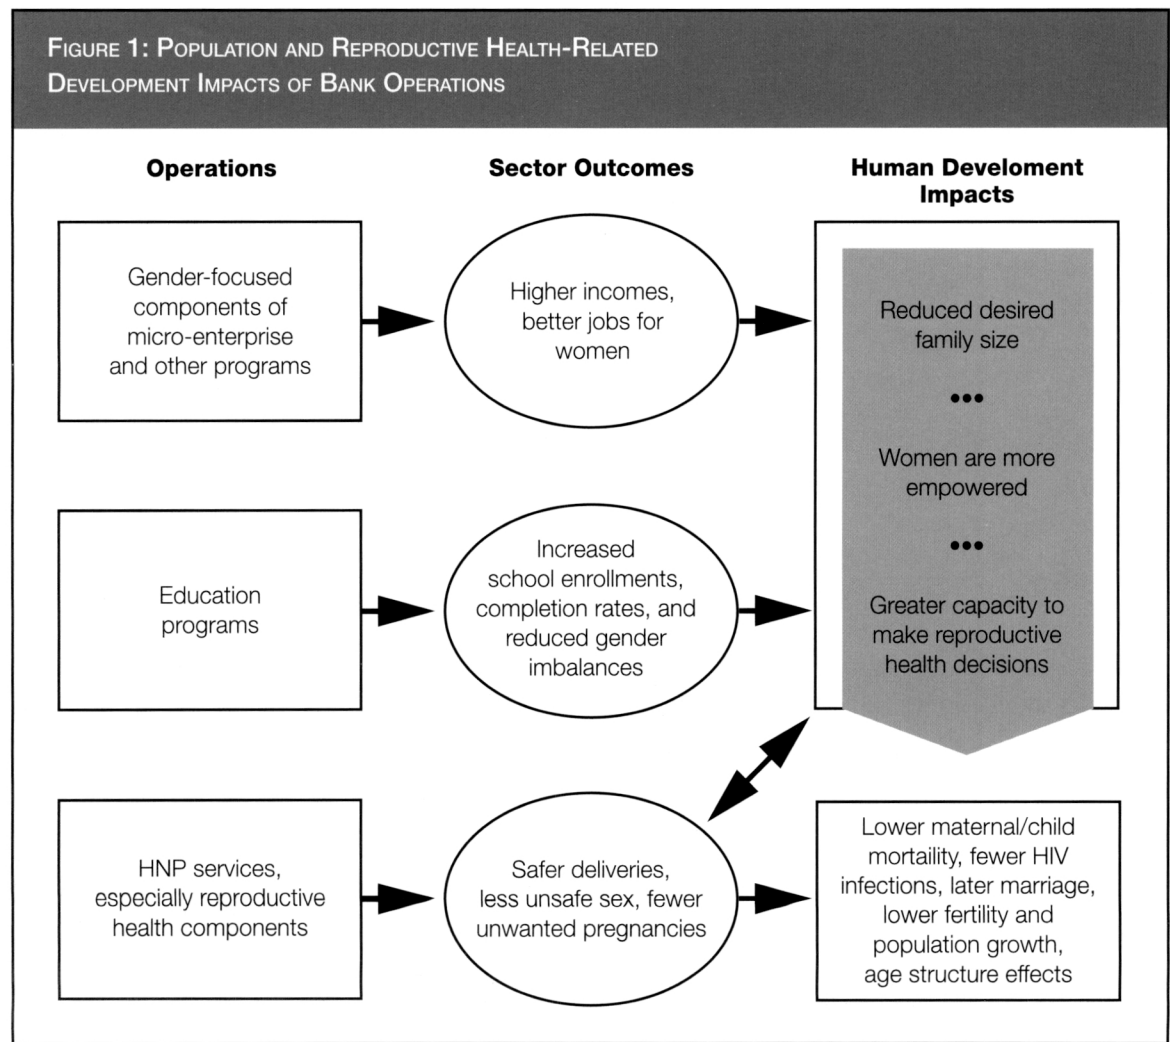 FIGURE 1: POPULATION AND REPRODUCTIVE HEALTH-RELATED
DEVELOPMENT IMPACTS OF BANK OPERATIONS
Operations
Sector Outcomes
Human Develoment
Impacts
Gender-focused
components of
micro-enterprise
and other programs
Higher incomes,
better jobs for
women
Reduced desired
family size
•••
Women are more
empowered
•••
Greater capacity to
make reproductive
health decisions
Education
programs
Increased
school enrollments,
completion rates, and
reduced gender
imbalances
HNP services,
especially reproductive
health components
Safer deliveries,
less unsafe sex, fewer
unwanted pregnancies
Lower maternal/child
mortaility, fewer HIV
infections, later marriage,
lower fertility and
population growth,
age structure effects